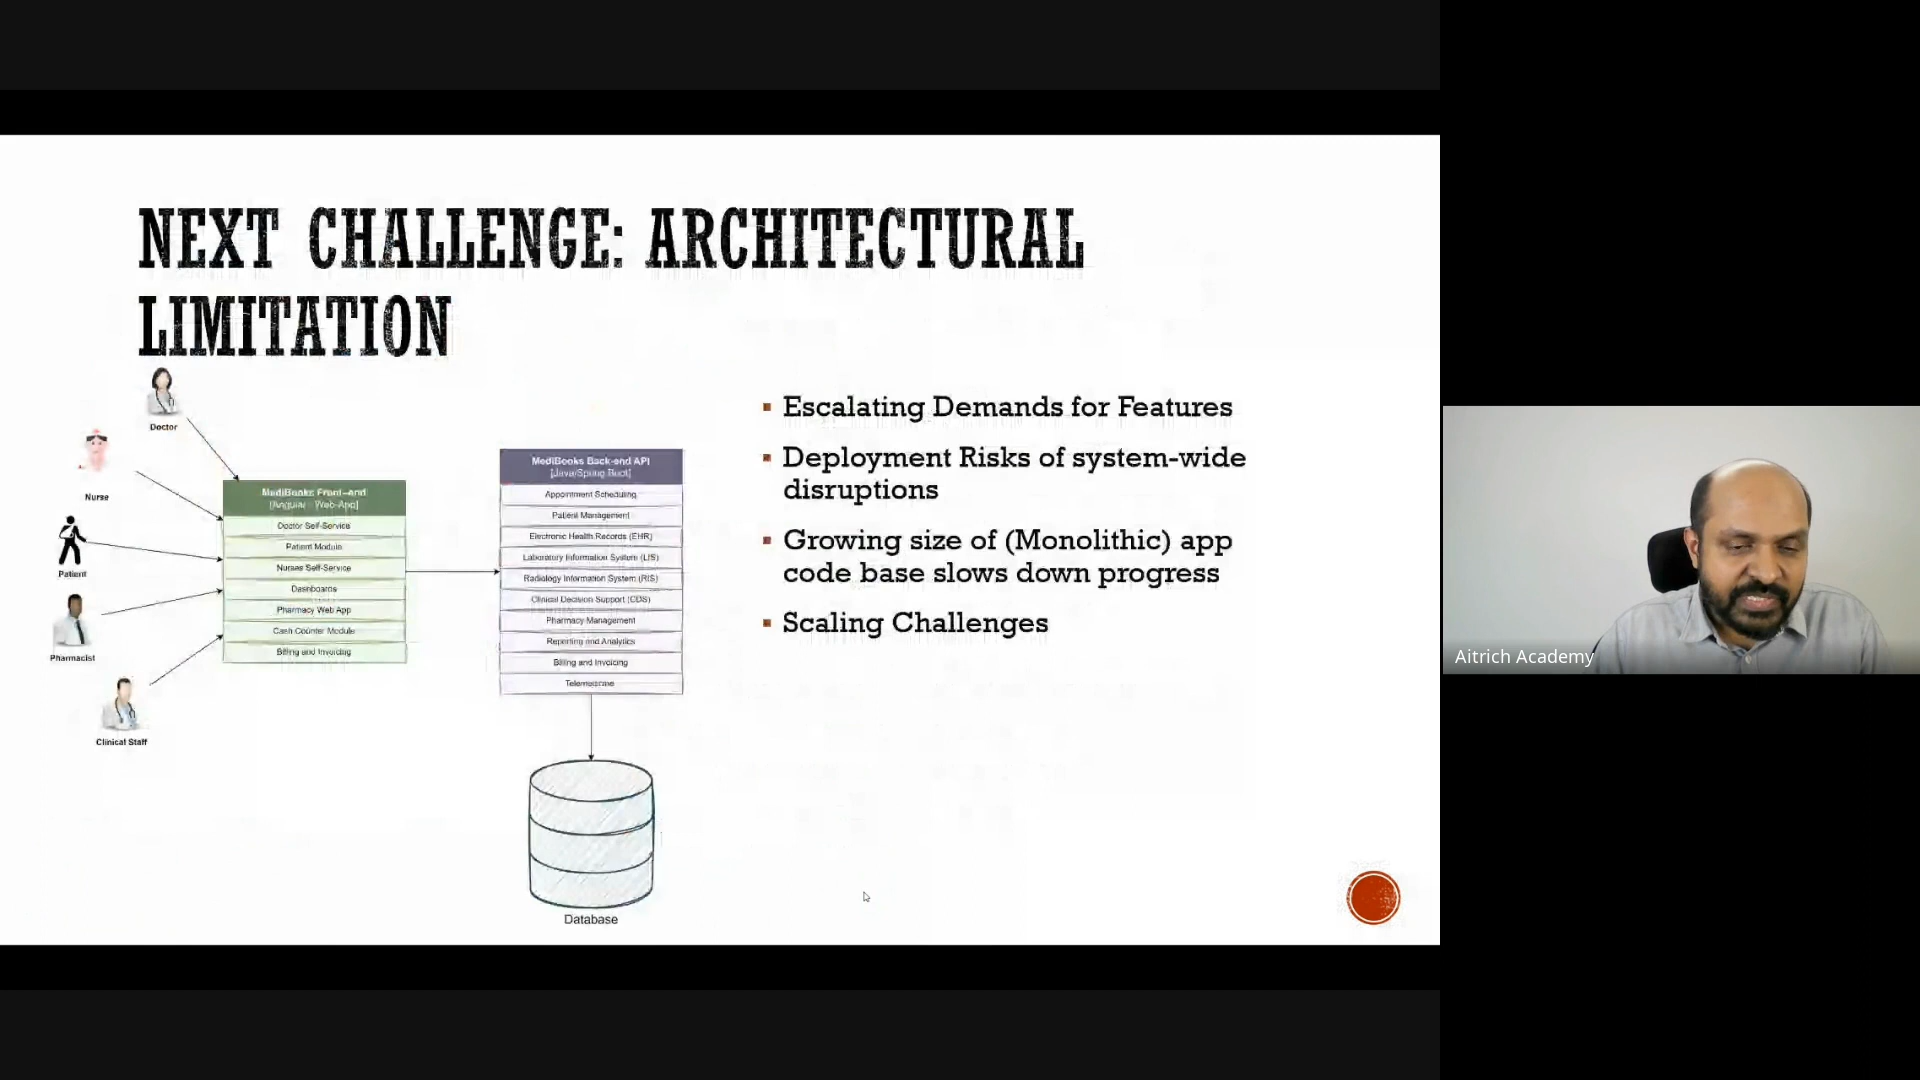 NEXT CHALLENGE: ARCHITECTURAL
LIMITATION
Doctor
Nurse
Patient
Pharmacist
Clinical Staff
MediBooks Front-end
[Angular Web-App]
Doctor Self-Service
Patient Module
Nurses Self-Service
Dashboards
Pharmacy Web App
Cash Counter Module
Billing and Invoicing
MediBooks Back-end API
[Java/Spring Boot]
Appointment Scheduling
Patient Management
Electronic Health Records (EHR)
Laboratory Information System (LIS)
Radiology Information System (RIS)
Clinical Decision Support (CDS)
Pharmacy Management
Reporting and Analytics
Billing and Invoicing
Database
Escalating Demands for Features
Deployment Risks of system-wide
disruptions
Growing size of (Monolithic) app
code base slows down progress
Scaling Challenges
Aitrich Academy